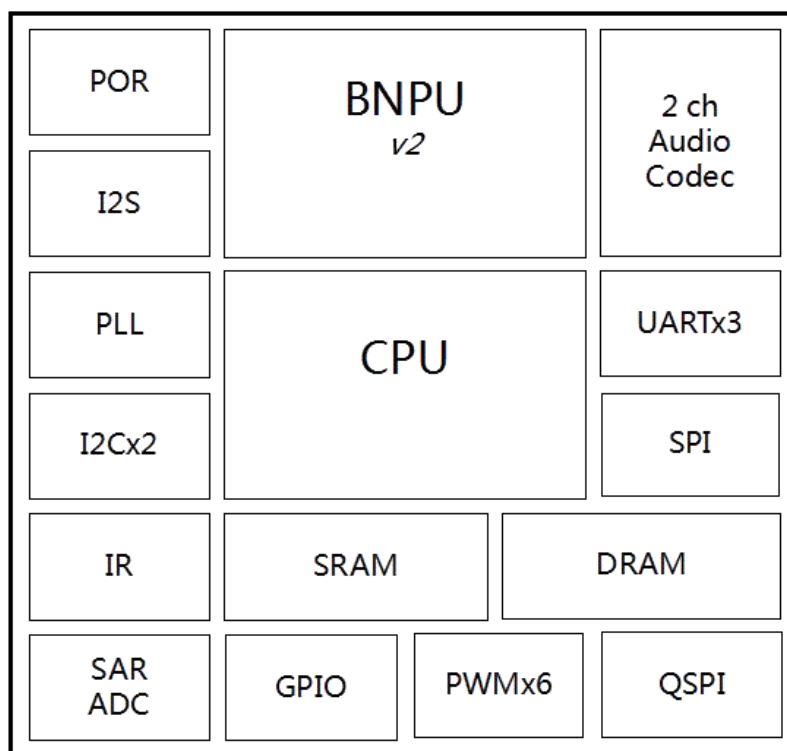 POR
BNPU
v2
2 ch
Audio
Codec
I2S
PLL
CPU
UARTx3
I2Cx2
SPI
IR
SRAM
DRAM
SAR
ADC
GPIO
PWMx6
QSPI